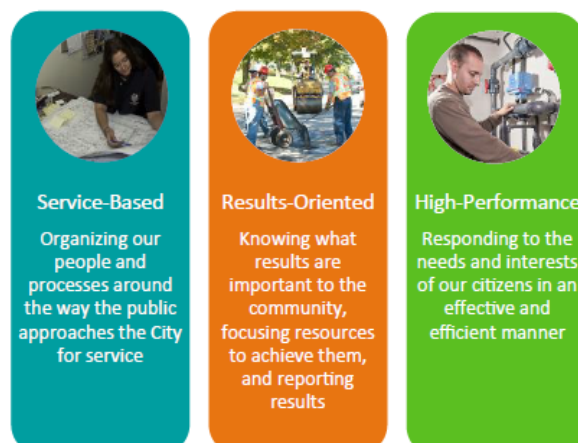 Service-Based
Organizing our
people and
processes around
the way the public
approaches the City
for service
Results-Oriented
Knowing what
results are
important to the
community,
focusing resources
to achieve them,
and reporting
results
High-Performance
Responding to the
needs and interests
of our citizens in an
effective and
efficient manner